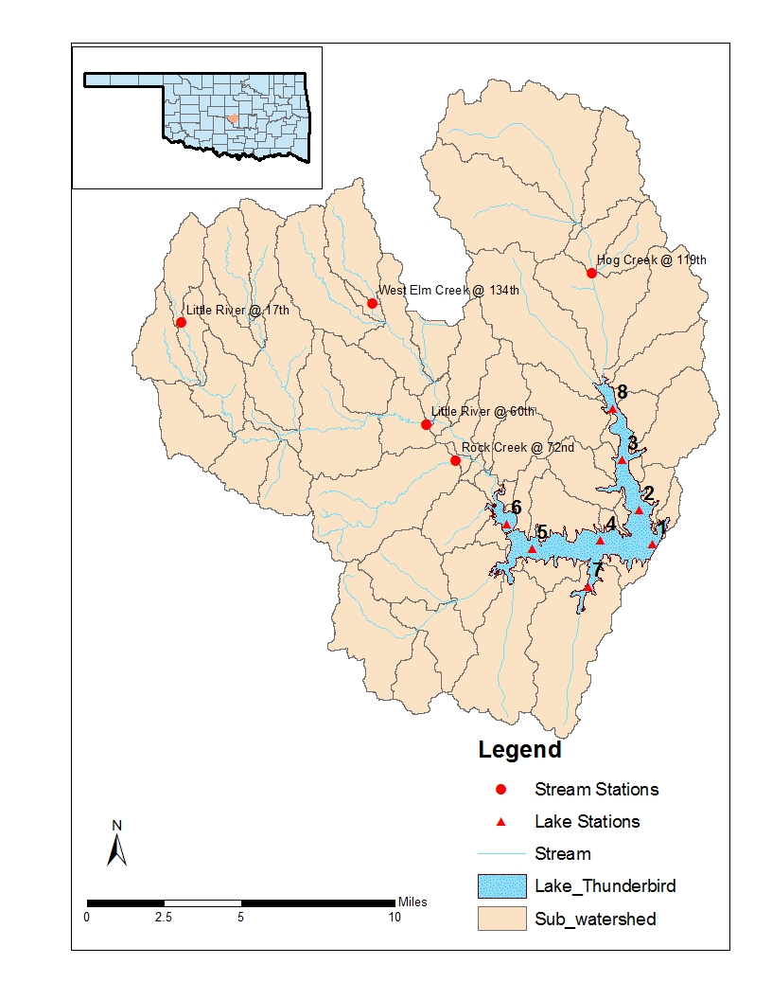 Hog Creek @ 119th
West Elm Creek @ 134th
Little River @ 17th
8
Little River @ 60th
3
Rock Creek @ 72nd
2
6
4
1
5
7
Legend
Stream Stations
Lake Stations
N
Stream
Lake_Thunderbird
Miles
0 2.5 5 10
Sub_watershed